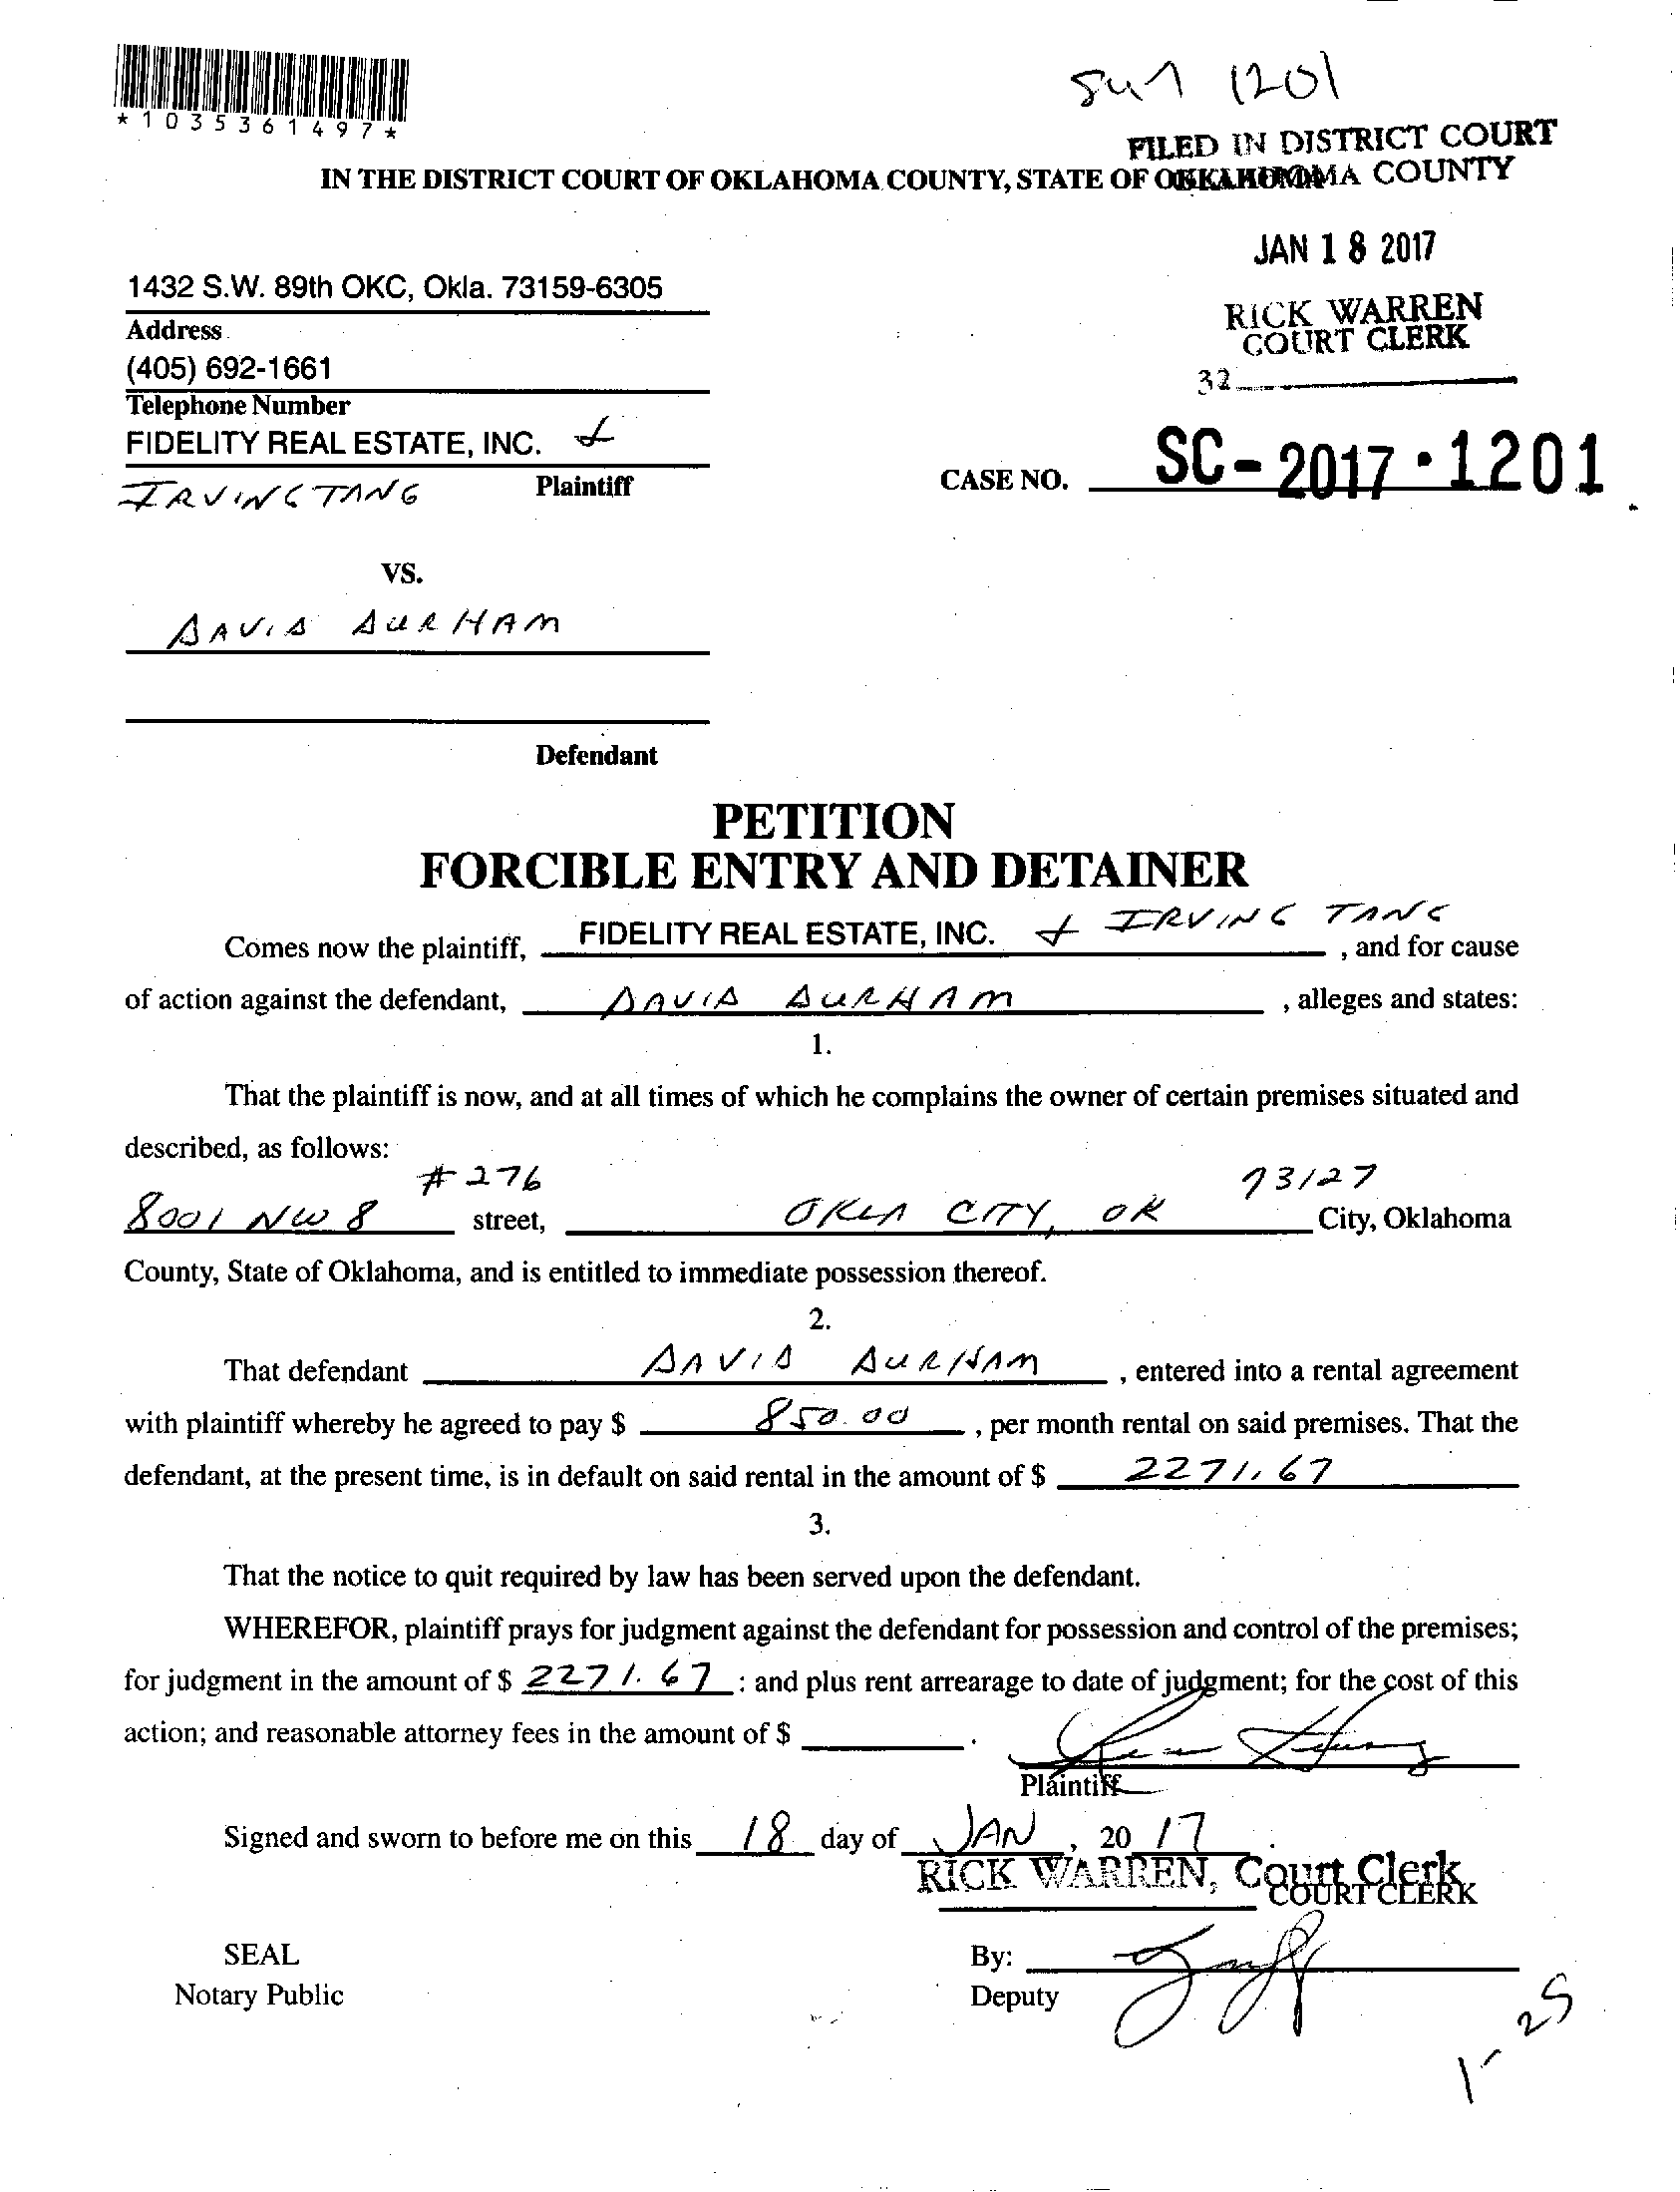 *1035361497*
1201
FILED IN DISTRICT COURT
IN THE DISTRICT COURT OF OKLAHOMA COUNTY, STATE OF OKLAHOMA
OKLAHOMA COUNTY
JAN 18 2017
1432 S.W. 89th OKC, Okla. 73159-6305
Address
RICK WARREN
COURT CLERK
(405) 692-1661
32
Telephone Number
FIDELITY REAL ESTATE, INC. &
IRVING TANG Plaintiff
CASE NO. SC-2017-1201
VS.
DAVID DURHAM
Defendant
PETITION
FORCIBLE ENTRY AND DETAINER
Comes now the plaintiff, FIDELITY REAL ESTATE, INC. & IRVING TANG, and for cause
of action against the defendant, DAVID DURHAM, alleges and states:
1.
That the plaintiff is now, and at all times of which he complains the owner of certain premises situated and
described, as follows:
#276 73127
8001 NW 8 street, OKLA CITY, OK City, Oklahoma
County, State of Oklahoma, and is entitled to immediate possession thereof.
2.
That defendant DAVID DURHAM, entered into a rental agreement
with plaintiff whereby he agreed to pay $ 850.00, per month rental on said premises. That the
defendant, at the present time, is in default on said rental in the amount of $ 2271.67
3.
That the notice to quit required by law has been served upon the defendant.
WHEREFOR, plaintiff prays for judgment against the defendant for possession and control of the premises;
for judgment in the amount of $ 2271.67 : and plus rent arrearage to date of judgment; for the cost of this
action; and reasonable attorney fees in the amount of $ .
Plaintiff
Signed and sworn to before me on this 18 day of JAN, 2017
RICK WARREN, Court Clerk
COURT CLERK
SEAL
By:
Notary Public
Deputy
1-25